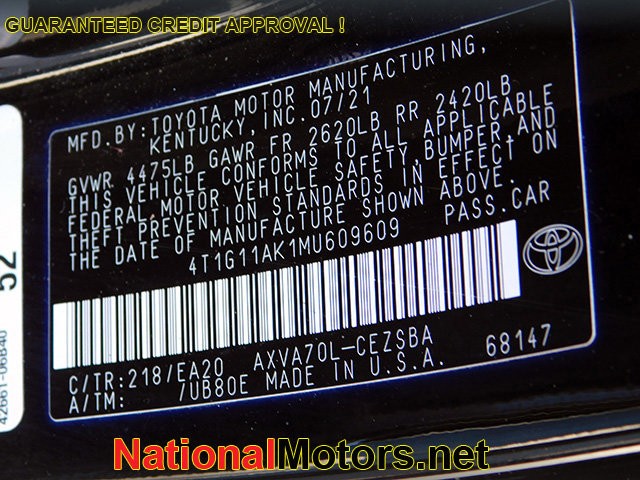 GUARANTEED CREDIT APPROVAL !
MFD.BY:TOYOTA MOTOR MANUFACTURING,
KENTUCKY,INC.07/21
GVWR 4475LB GAWR FR 2620LB RR 2420LB
THIS VEHICLE CONFORMS TO ALL APPLICABLE
FEDERAL MOTOR VEHICLE SAFETY,BUMPER,AND
THEFT PREVENTION STANDARDS IN EFFECT ON
THE DATE OF MANUFACTURE SHOWN ABOVE.
4T1G11AK1MU609609 PASS.CAR
C/TR:218/EA20 AXVA70L-CEZSBA 68147
A/TM: /UB80E MADE IN U.S.A.
52
42661-06B40
NationalMotors.net